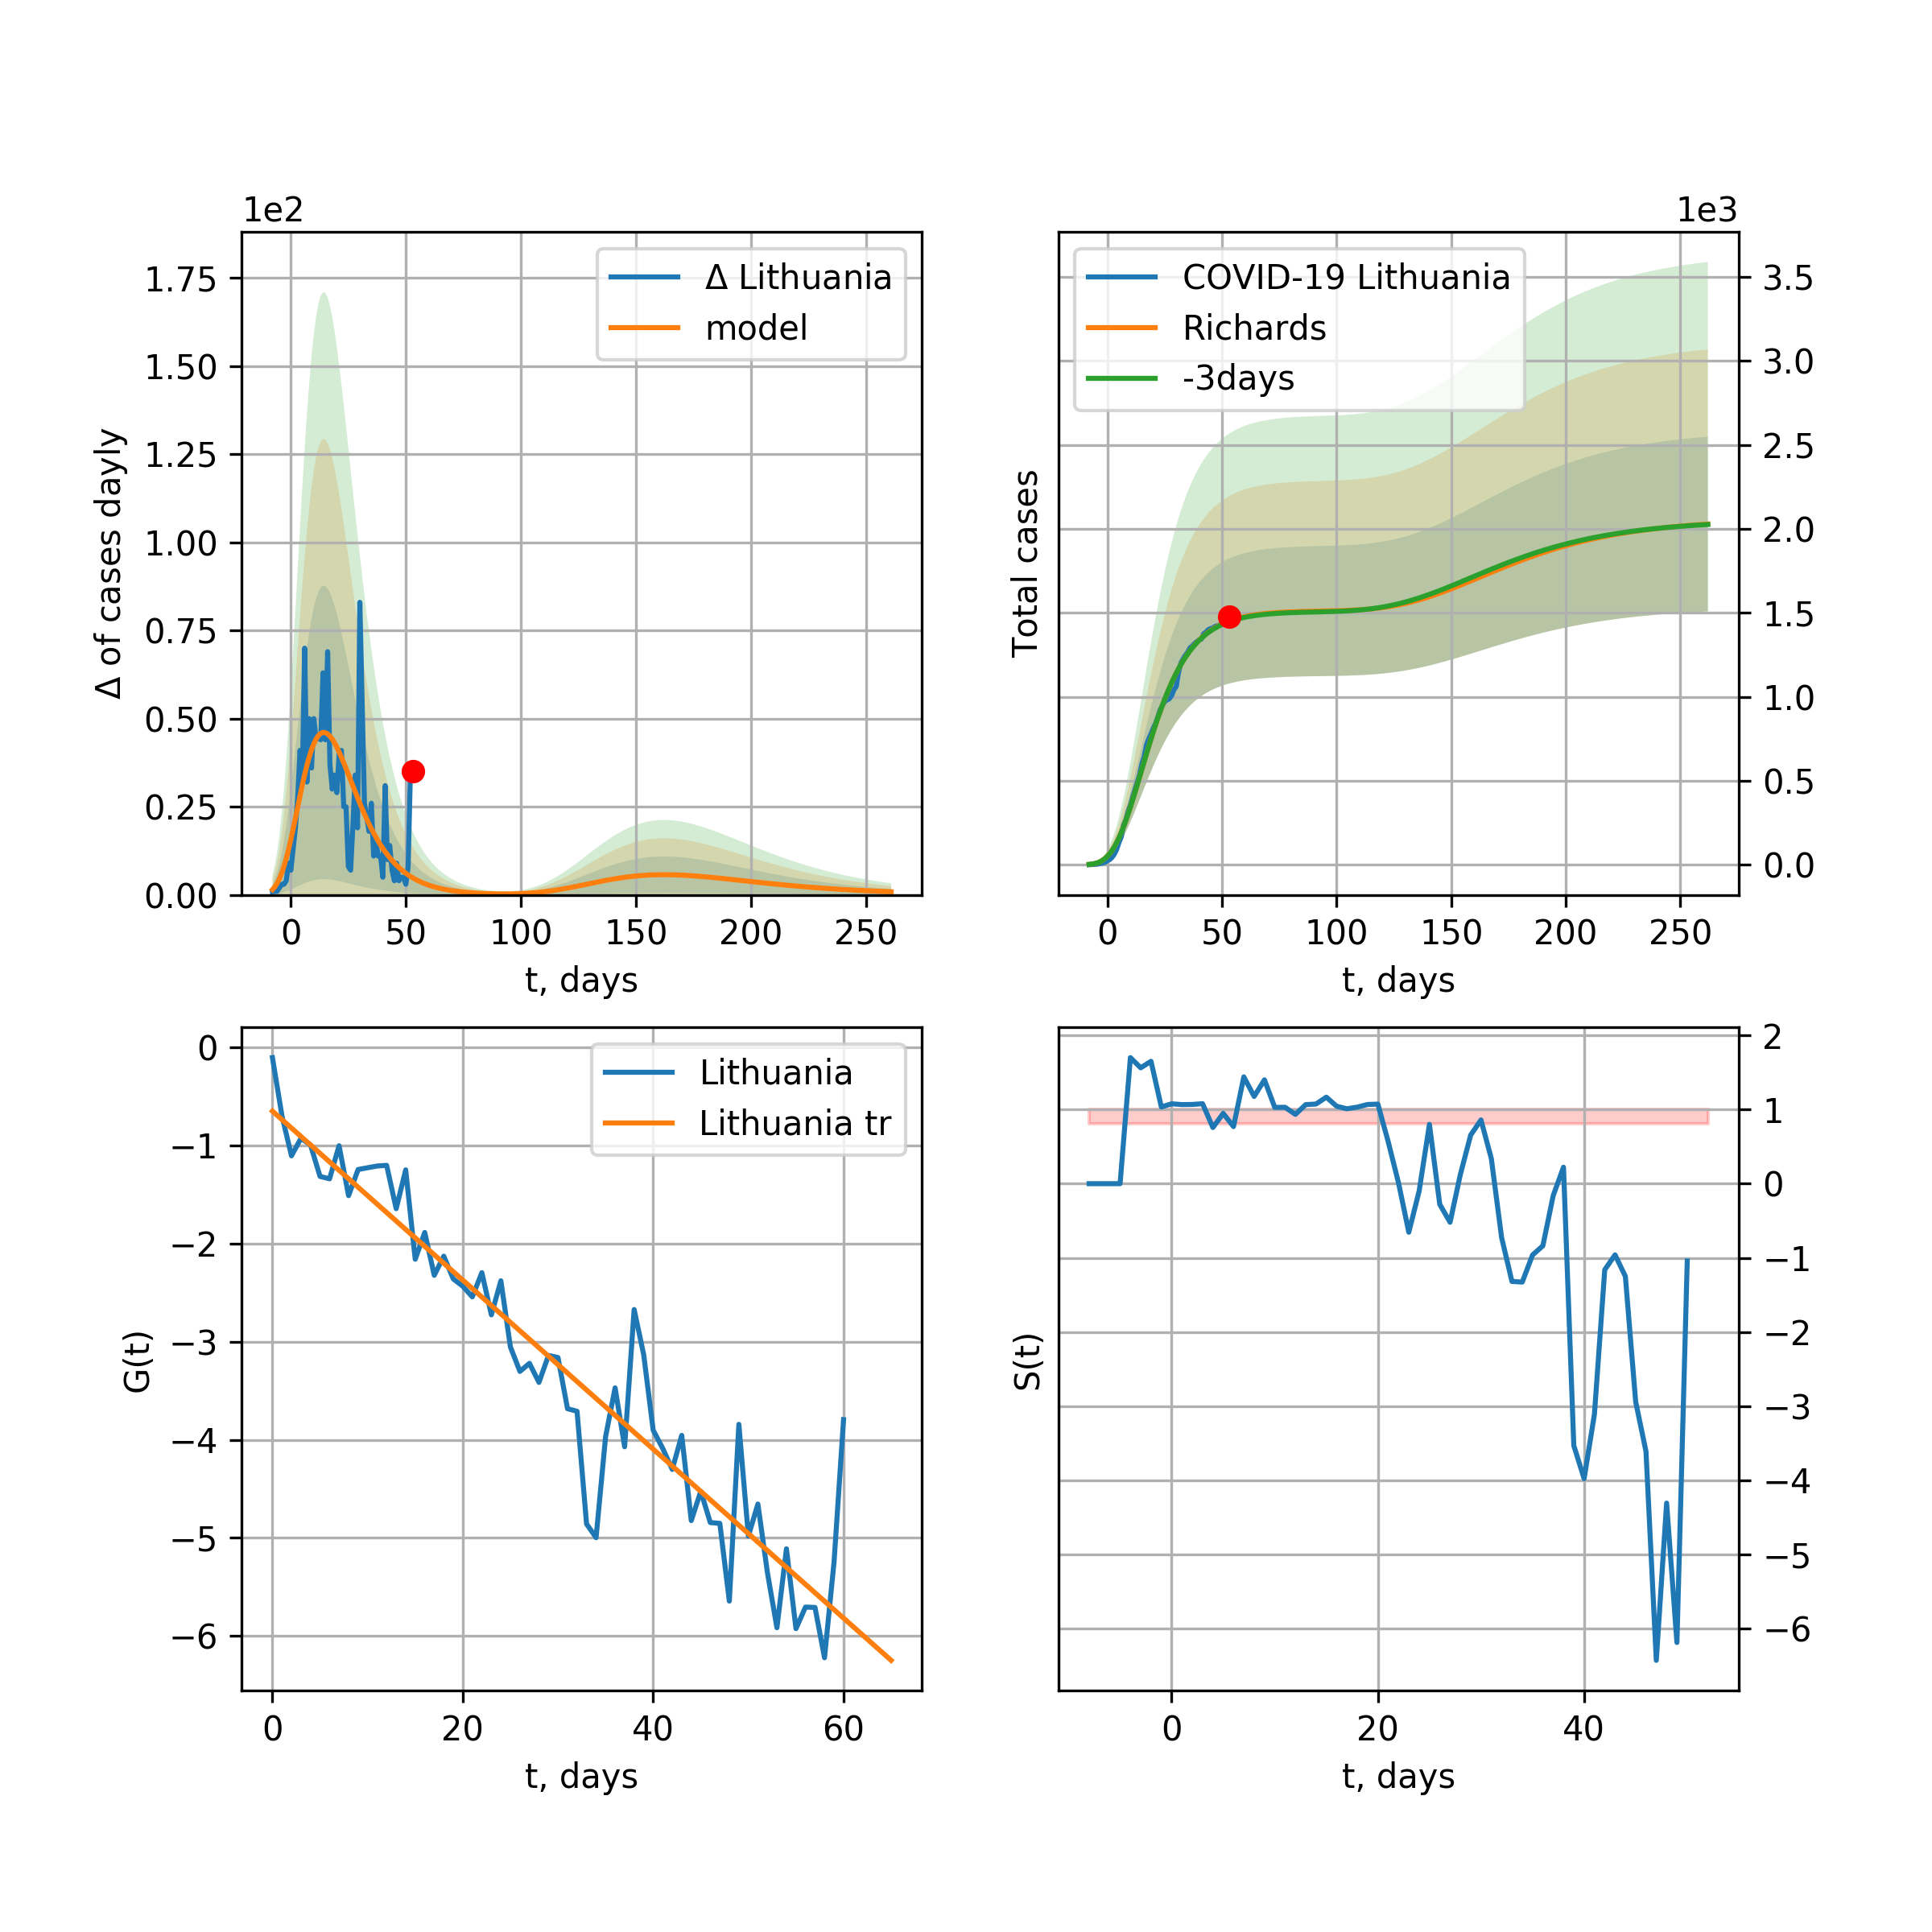 1e2
Δ Lithuania
model
1.75
1.50
1.25
1.00
0.75
0.50
0.25
0.00
Δ of cases dayly
0 50 100 150 200 250
t, days
1e3
COVID-19 Lithuania
Richards
-3days
3.5
3.0
2.5
2.0
1.5
1.0
0.5
0.0
Total cases
0 50 100 150 200 250
t, days
Lithuania
Lithuania tr
0
−1
−2
−3
−4
−5
−6
G(t)
0 20 40 60
t, days
2
1
0
−1
−2
−3
−4
−5
−6
S(t)
0 20 40
t, days